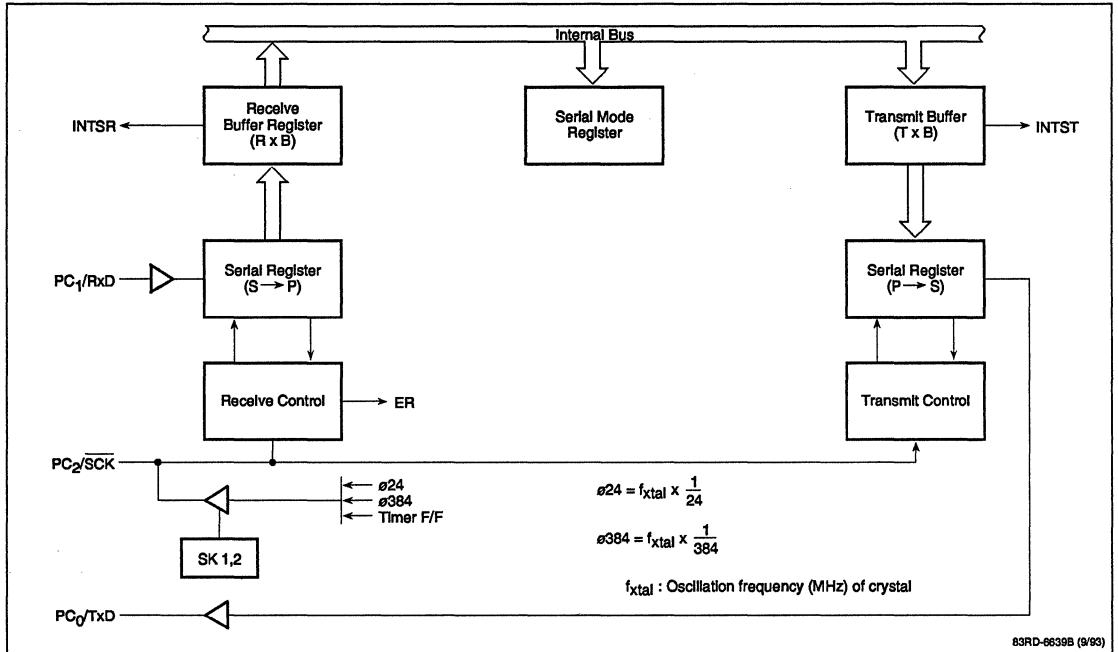 Internal Bus
INTSR
Receive
Buffer Register
(R x B)
Serial Mode
Register
Transmit Buffer
(T x B)
INTST
PC1/RxD
Serial Register
(S → P)
Serial Register
(P → S)
Receive Control
ER
Transmit Control
PC2/S̅C̅K̅
ø24
ø384
Timer F/F
SK 1,2
ø24 = fxtal x 1/24
ø384 = fxtal x 1/384
fxtal : Oscillation frequency (MHz) of crystal
PC0/TxD
83RD-6639B (9/93)